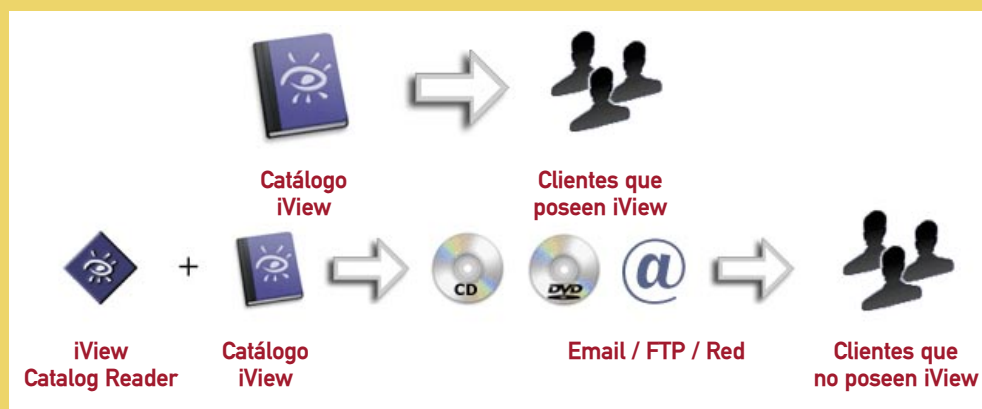 Catálogo
iView
Clientes que
poseen iView
+
CD
DVD
@
iView
Catalog Reader
Catálogo
iView
Email / FTP / Red
Clientes que
no poseen iView